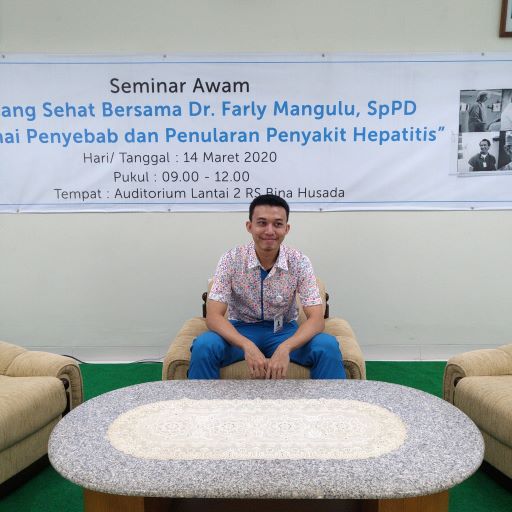 Seminar Awam
ang Sehat Bersama Dr. Farly Mangulu, SpPD
ai Penyebab dan Penularan Penyakit Hepatitis”
Hari/ Tanggal : 14 Maret 2020
Pukul : 09.00 - 12.00
Tempat : Auditorium Lantai 2 RS Bina Husada